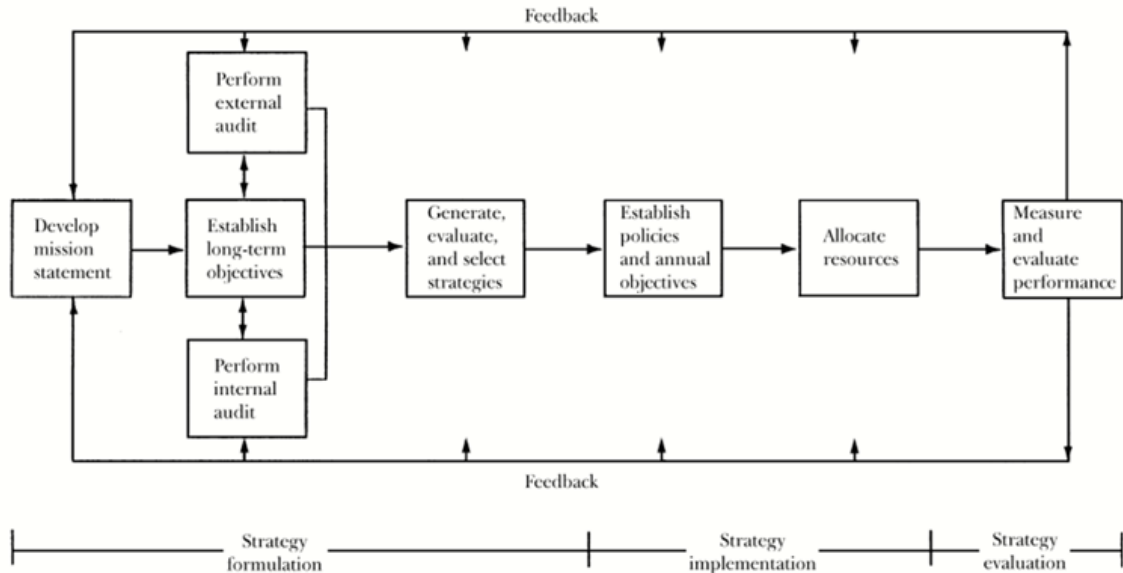 Feedback
Perform
external
audit
Develop
mission
statement
Establish
long-term
objectives
Generate,
evaluate,
and select
strategies
Establish
policies
and annual
objectives
Allocate
resources
Measure
and
evaluate
performance
Perform
internal
audit
Feedback
Strategy
formulation
Strategy
implementation
Strategy
evaluation